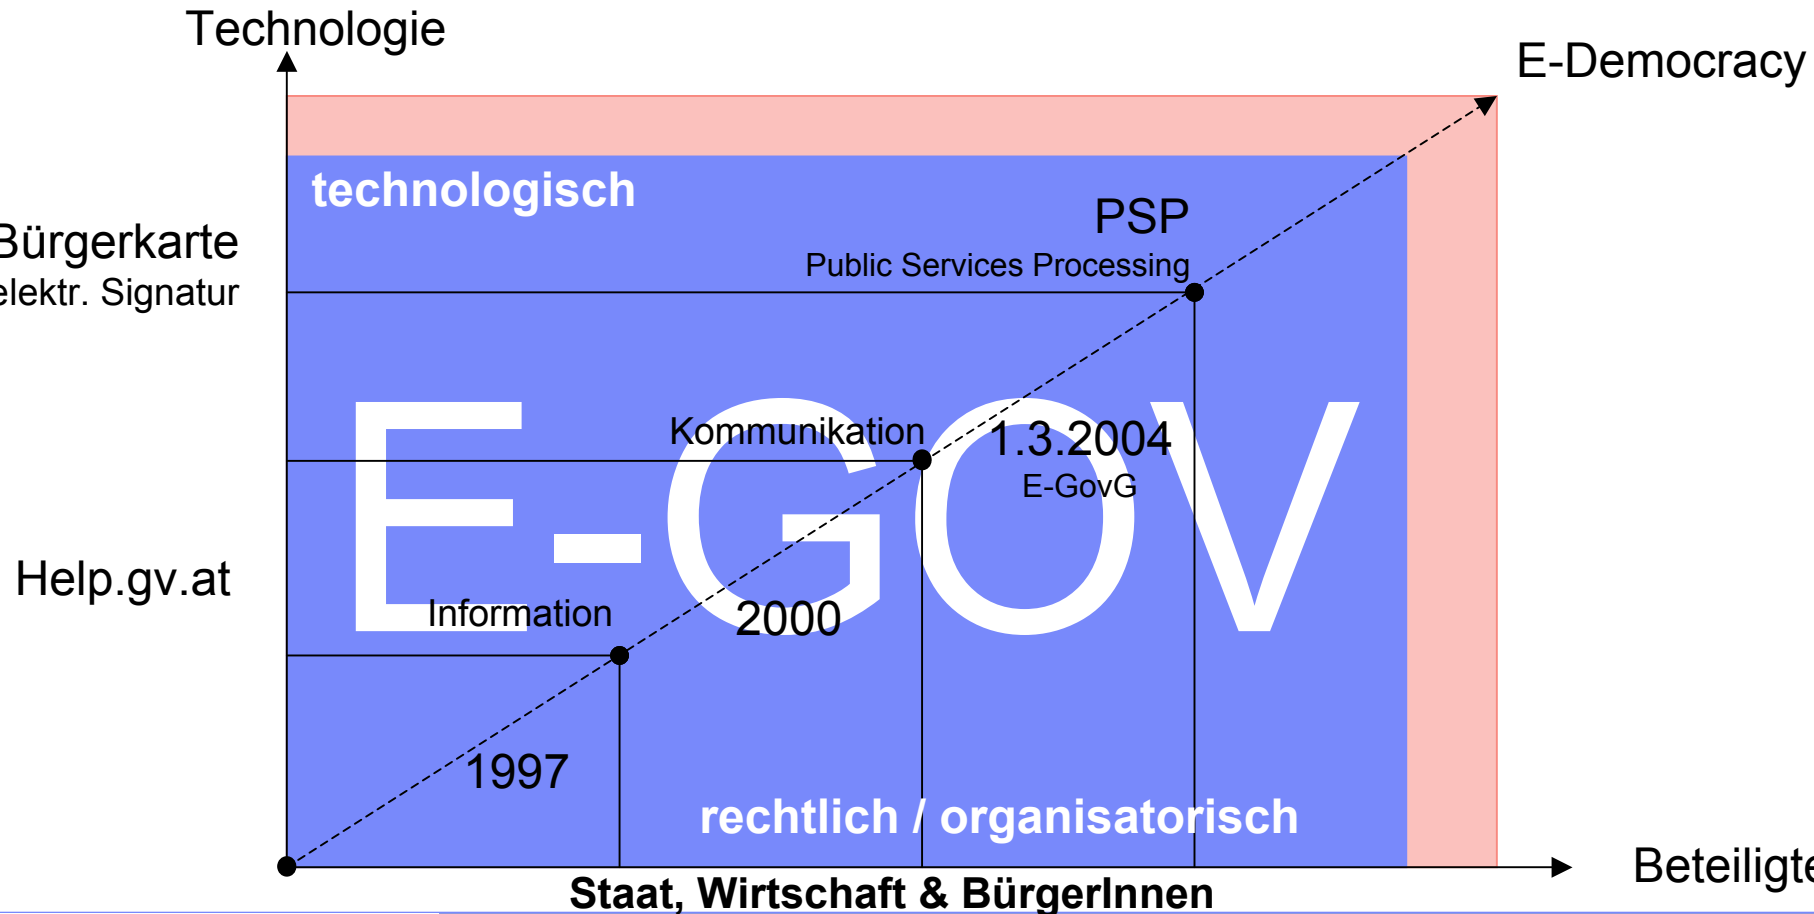 Technologie
E-Democracy
technologisch
PSP
Bürgerkarte
Public Services Processing
elektr. Signatur
E-GOV
Kommunikation
1.3.2004
E-GovG
Help.gv.at
Information
2000
1997
rechtlich / organisatorisch
Beteiligte
Staat, Wirtschaft & BürgerInnen